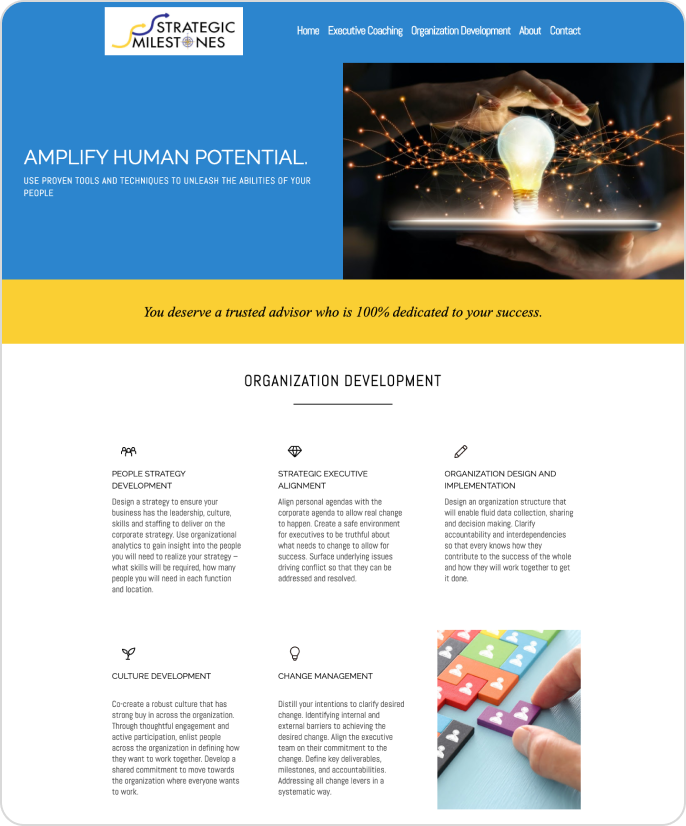 STRATEGIC
MILESTONES
Home Executive Coaching Organization Development About Contact
AMPLIFY HUMAN POTENTIAL.
USE PROVEN TOOLS AND TECHNIQUES TO UNLEASH THE ABILITIES OF YOUR
PEOPLE
You deserve a trusted advisor who is 100% dedicated to your success.
ORGANIZATION DEVELOPMENT
PEOPLE STRATEGY
DEVELOPMENT
Design a strategy to ensure your
business has the leadership, culture,
skills and staffing to deliver on the
corporate strategy. Use organizational
analytics to gain insight into the people
you will need to realize your strategy –
what skills will be required, how many
people you will need in each function
and location.
STRATEGIC EXECUTIVE
ALIGNMENT
Align personal agendas with the
corporate agenda to allow real change
to happen. Create a safe environment
for executives to be truthful about
what needs to change to allow for
success. Surface underlying issues
driving conflict so that they can be
addressed and resolved.
ORGANIZATION DESIGN AND
IMPLEMENTATION
Design an organization structure that
will enable fluid data collection, sharing
and decision making. Clarify
accountability and interdependencies
so that every knows how they
contribute to the success of the whole
and how they will work together to get
it done.
CULTURE DEVELOPMENT
Co-create a robust culture that has
strong buy in across the organization.
Through thoughtful engagement and
active participation, enlist people
across the organization in defining how
they want to work together. Develop a
shared commitment to move towards
the organization where everyone wants
to work.
CHANGE MANAGEMENT
Distill your intentions to clarify desired
change. Identifying internal and
external barriers to achieving the
desired change. Align the executive
team on their commitment to the
change. Define key deliverables,
milestones, and accountabilities.
Addressing all change levers in a
systematic way.